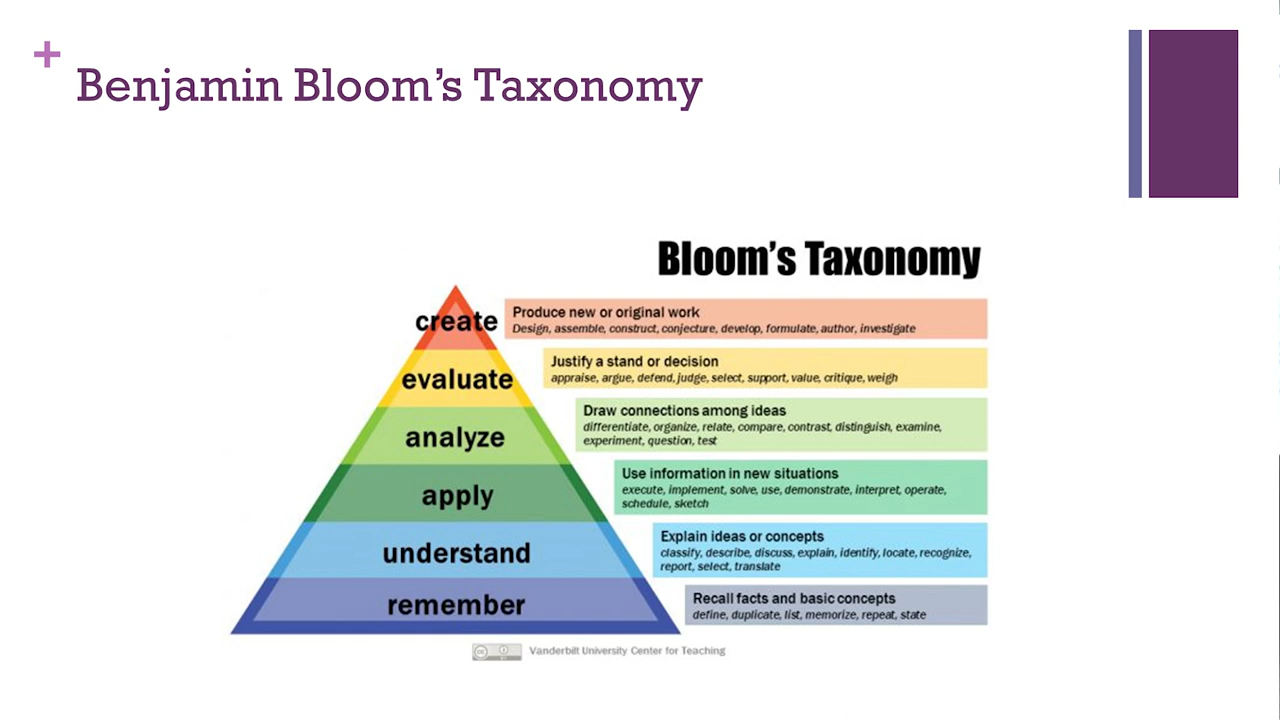 +
Benjamin Bloom’s Taxonomy
Bloom’s Taxonomy
create
Produce new or original work
Design, assemble, construct, conjecture, develop, formulate, author, investigate
evaluate
Justify a stand or decision
appraise, argue, defend, judge, select, support, value, critique, weigh
analyze
Draw connections among ideas
differentiate, organize, relate, compare, contrast, distinguish, examine,
experiment, question, test
apply
Use information in new situations
execute, implement, solve, use, demonstrate, interpret, operate,
schedule, sketch
understand
Explain ideas or concepts
classify, describe, discuss, explain, identify, locate, recognize,
report, select, translate
remember
Recall facts and basic concepts
define, duplicate, list, memorize, repeat, state
Vanderbilt University Center for Teaching